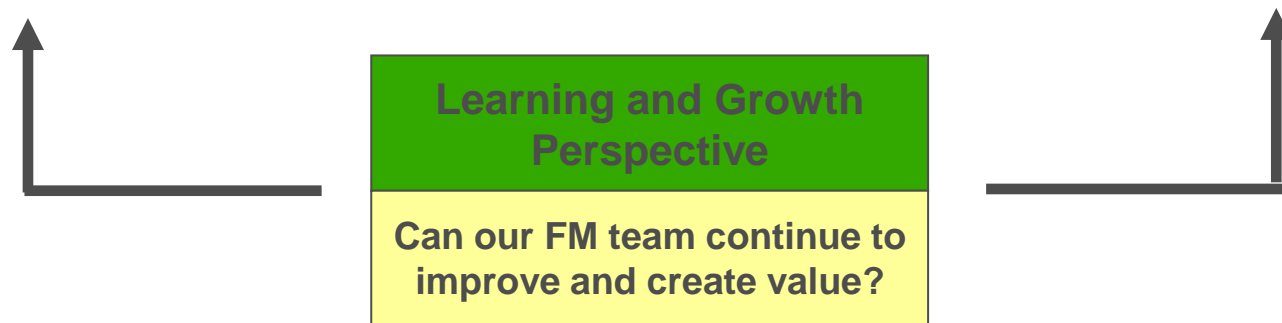 Learning and Growth
Perspective
Can our FM team continue to
improve and create value?